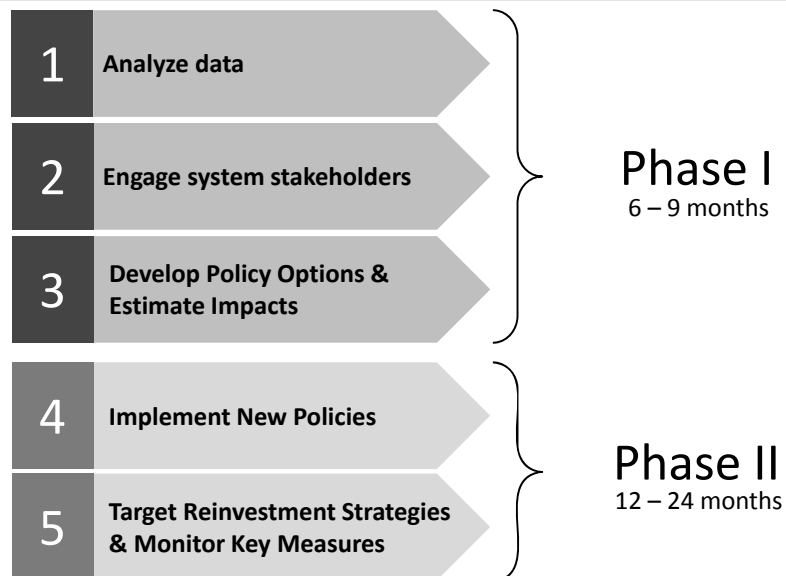 1
Analyze data
2
Engage system stakeholders
3
Develop Policy Options &
Estimate Impacts
Phase I
6 – 9 months
4
Implement New Policies
5
Target Reinvestment Strategies
& Monitor Key Measures
Phase II
12 – 24 months